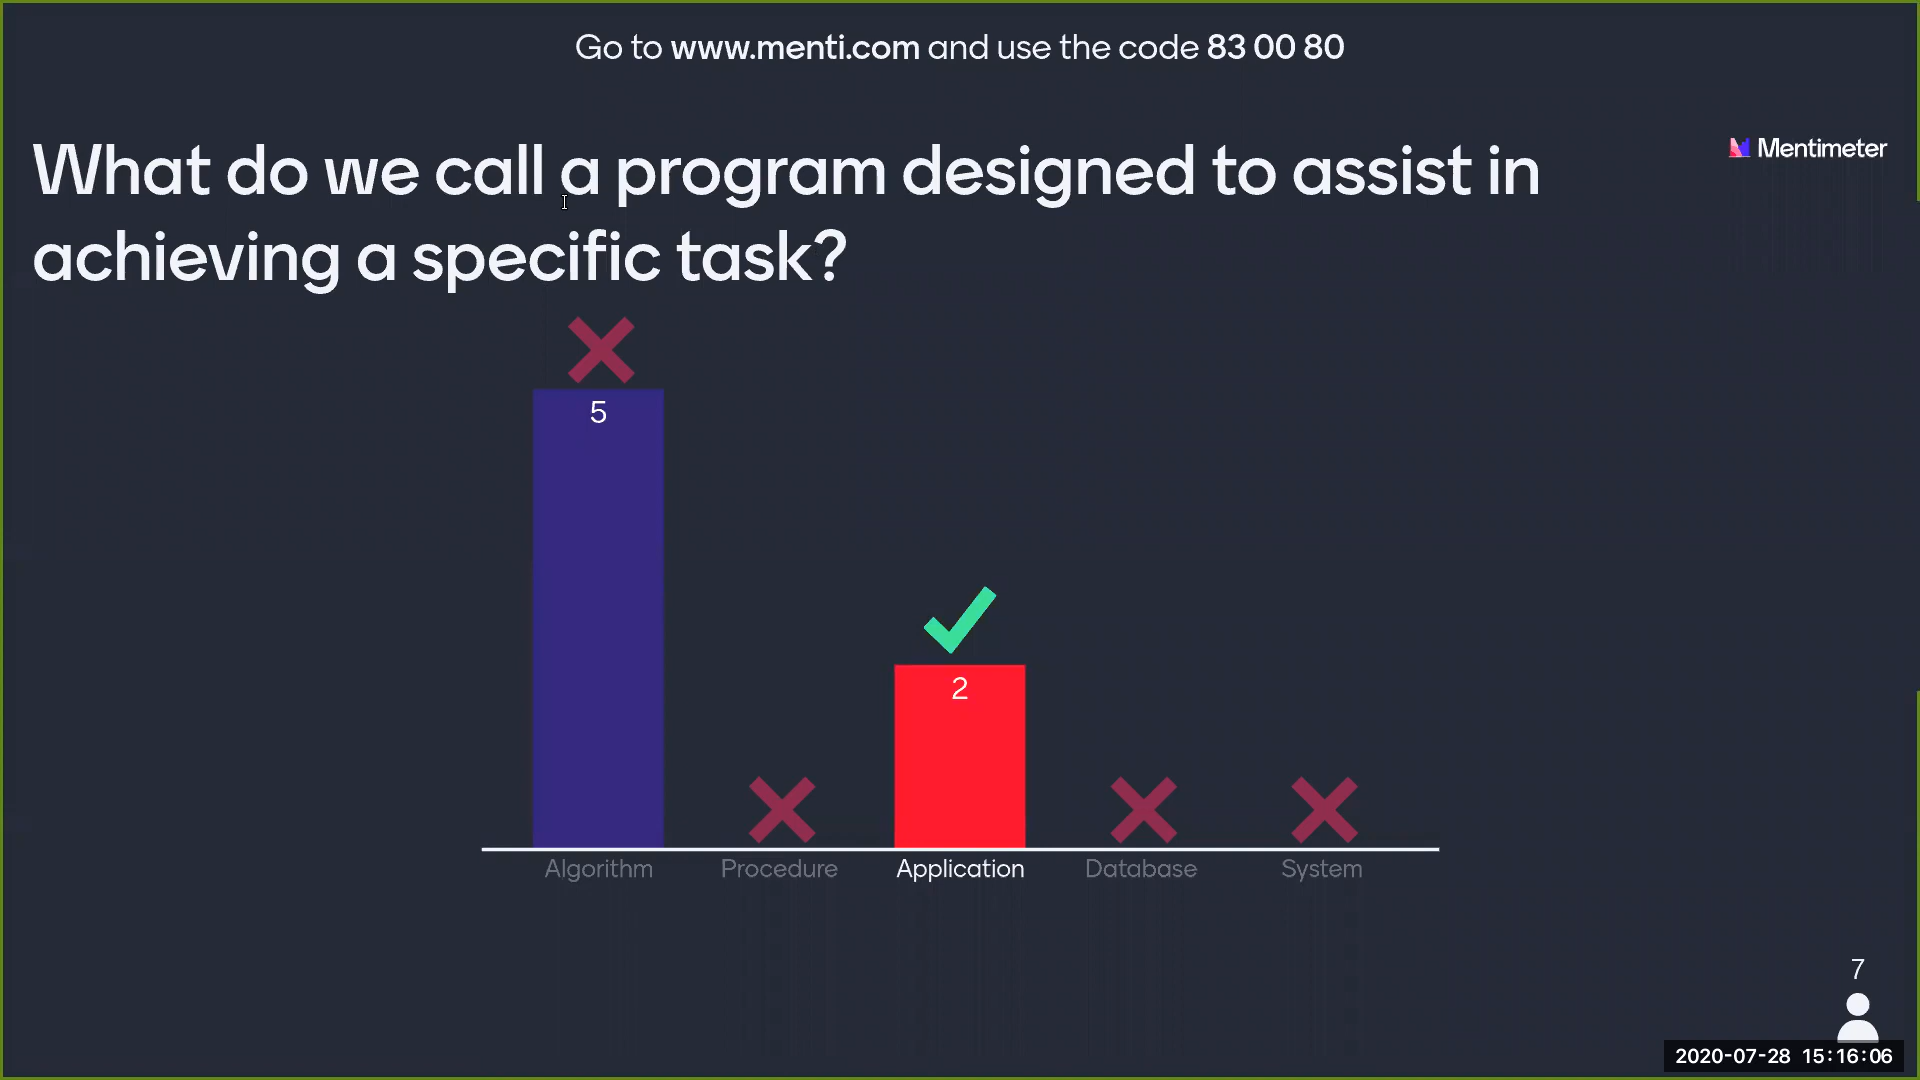 Go to www.menti.com and use the code 83 00 80
Mentimeter
What do we call a program designed to assist in
achieving a specific task?
5
2
Algorithm
Procedure
Application
Database
System
7
2020-07-28 15:16:06